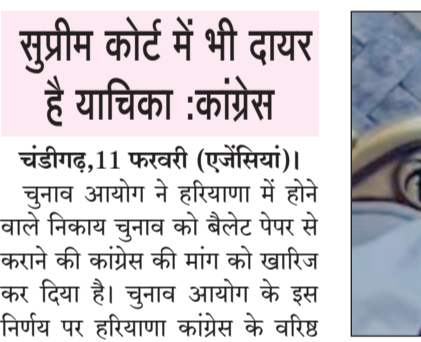 सुप्रीम कोर्ट में भी दायर
है याचिका :कांग्रेस
चंडीगढ़,11 फरवरी (एजेंसियां)।
चुनाव आयोग ने हरियाणा में होने
वाले निकाय चुनाव को बैलेट पेपर से
कराने की कांग्रेस की मांग को खारिज
कर दिया है। चुनाव आयोग के इस
निर्णय पर हरियाणा कांग्रेस के वरिष्ठ